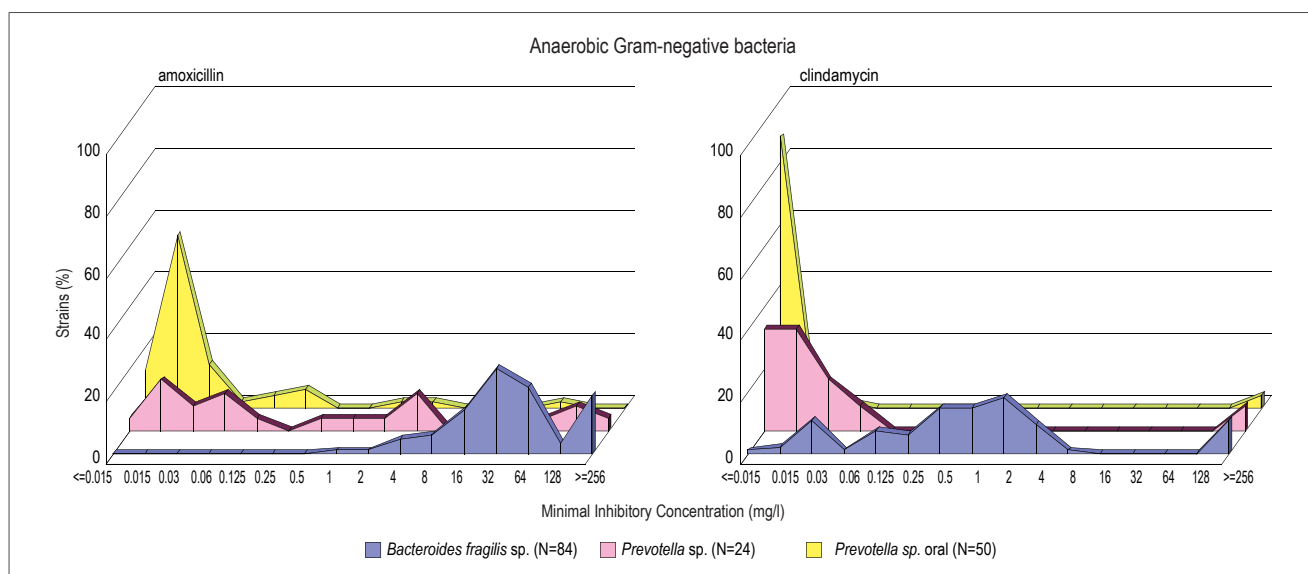 Anaerobic Gram-negative bacteria
amoxicillin
clindamycin
Strains (%)
100
80
60
40
20
0
<=0.015 0.015 0.03 0.06 0.125 0.25 0.5 1 2 4 8 16 32 64 128 >=256
100
80
60
40
20
0
<=0.015 0.015 0.03 0.06 0.125 0.25 0.5 1 2 4 8 16 32 64 128 >=256
Minimal Inhibitory Concentration (mg/l)
Bacteroides fragilis sp. (N=84) Prevotella sp. (N=24) Prevotella sp. oral (N=50)